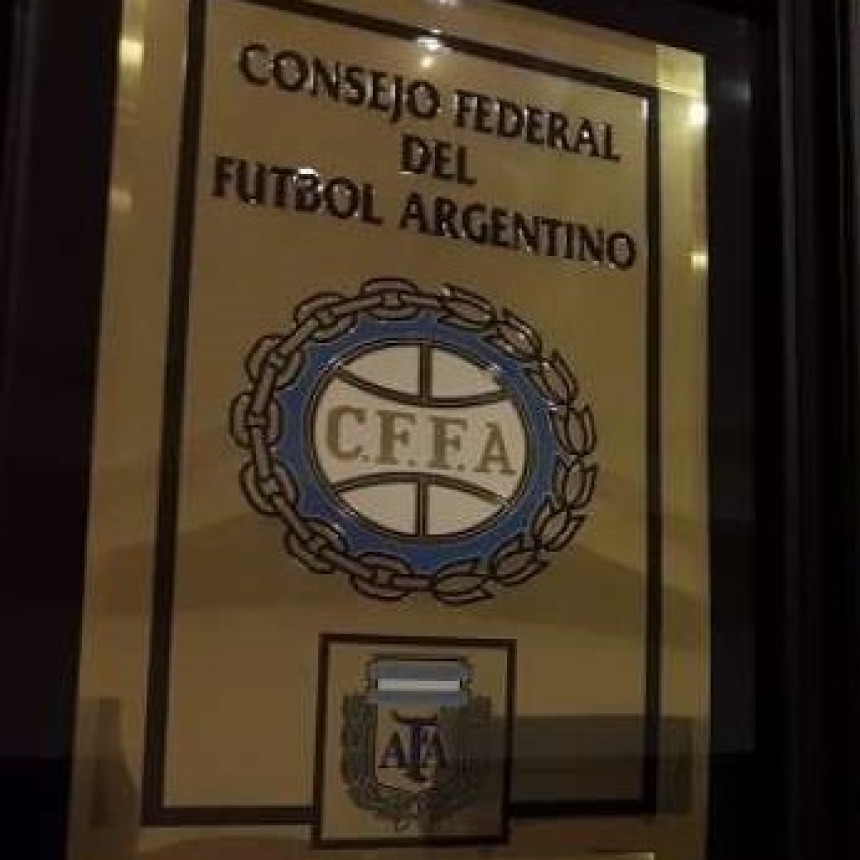 CONSEJO FEDERAL
DEL
FUTBOL ARGENTINO
C.F.F.A
AFA